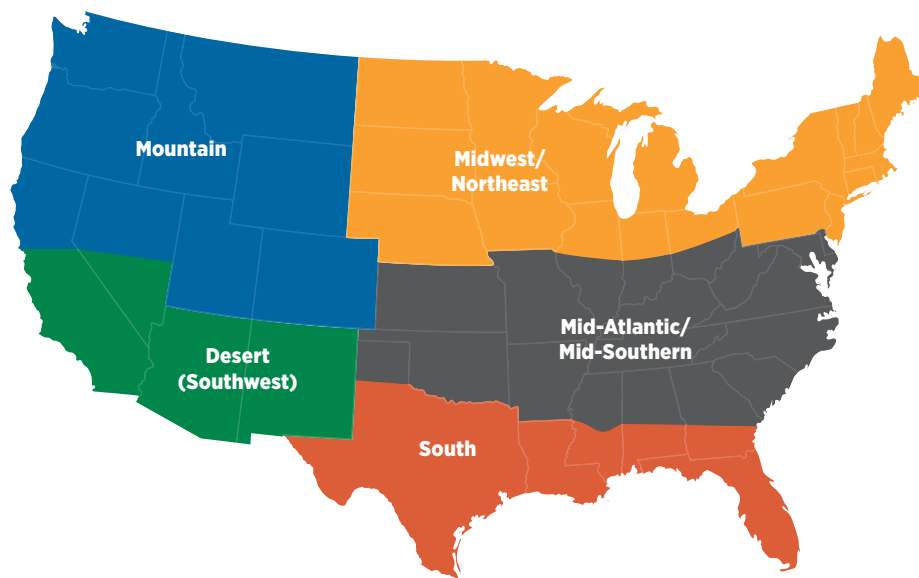 Mountain
Midwest/
Northeast
Mid-Atlantic/
Mid-Southern
Desert
(Southwest)
South